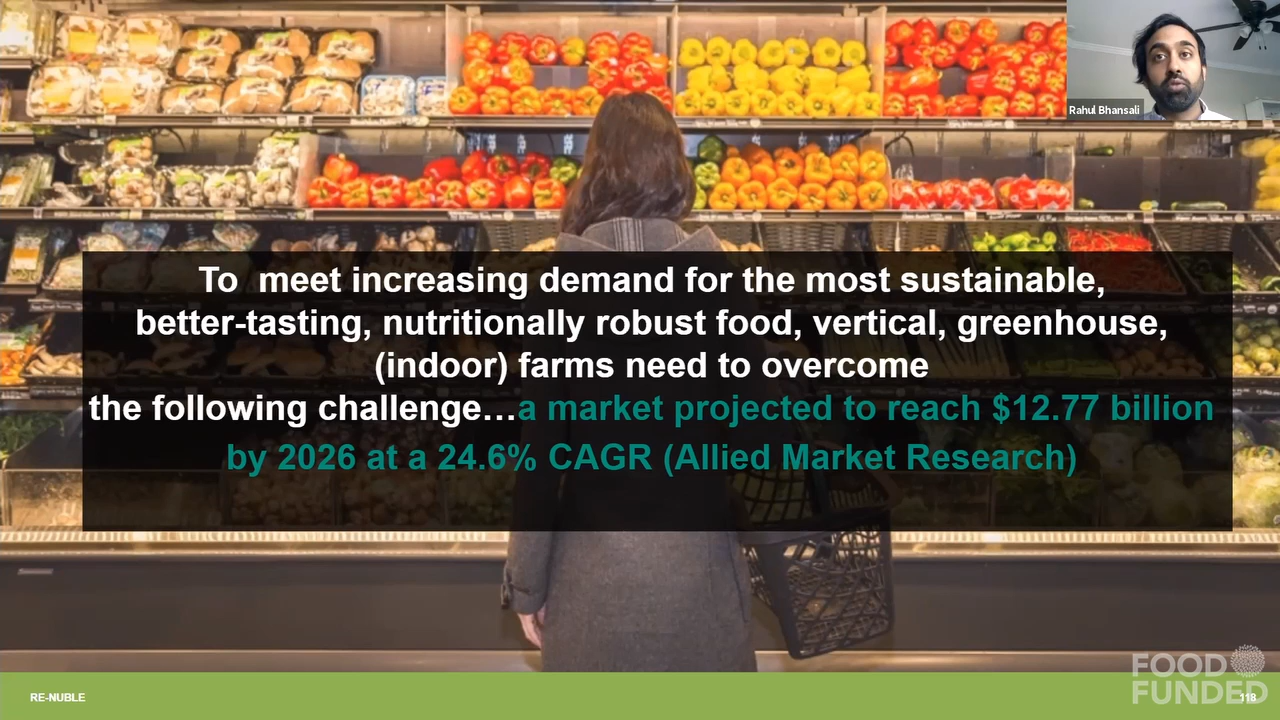 Rahul Bhansali
To  meet increasing demand for the most sustainable,
better-tasting, nutritionally robust food, vertical, greenhouse,
(indoor) farms need to overcome
the following challenge…a market projected to reach $12.77 billion
by 2026 at a 24.6% CAGR (Allied Market Research)
RE-NUBLE
FOOD
FUNDED
118